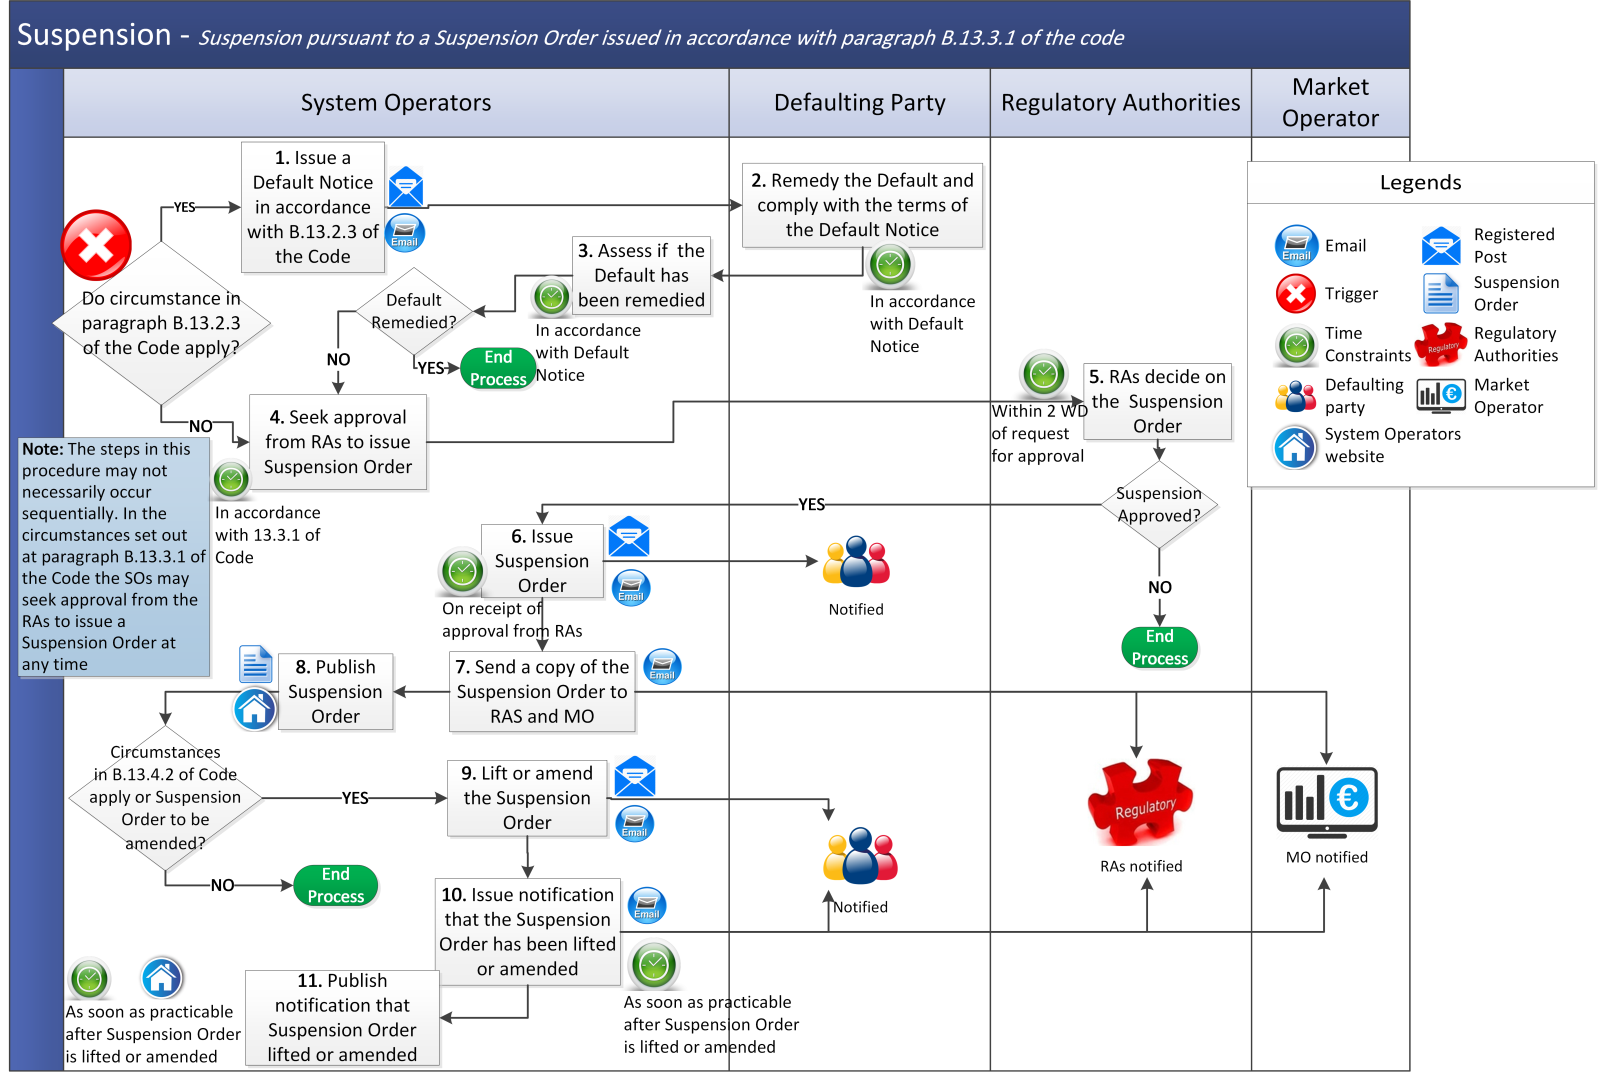 Suspension - Suspension pursuant to a Suspension Order issued in accordance with paragraph B.13.3.1 of the code
System Operators
Defaulting Party
Regulatory Authorities
Market
Operator
1. Issue a
Default Notice
in accordance
with B.13.2.3 of
the Code
Email
YES
Do circumstance in
paragraph B.13.2.3
of the Code apply?
NO
2. Remedy the Default and
comply with the terms of
the Default Notice
In accordance
with Default
Notice
3. Assess if the
Default has
been remedied
In accordance
with Default
Notice
Default
Remedied?
NO
YES
End
Process
4. Seek approval
from RAs to issue
Suspension Order
In accordance
with 13.3.1 of
Code
5. RAs decide on
the Suspension
Order
Within 2 WD
of request
for approval
Suspension
Approved?
YES
NO
End
Process
Note: The steps in this
procedure may not
necessarily occur
sequentially. In the
circumstances set out
at paragraph B.13.3.1 of
the Code the SOs may
seek approval from the
RAs to issue a
Suspension Order at
any time
6. Issue
Suspension
Order
Email
On receipt of
approval from RAs
Notified
7. Send a copy of the
Suspension Order to
RAS and MO
Email
8. Publish
Suspension
Order
Circumstances
in B.13.4.2 of Code
apply or Suspension
Order to be
amended?
YES
NO
End
Process
9. Lift or amend
the Suspension
Order
Email
Notified
Regulatory
RAs notified
€
MO notified
10. Issue notification
that the Suspension
Order has been lifted
or amended
Email
As soon as practicable
after Suspension Order
is lifted or amended
11. Publish
notification that
Suspension Order
lifted or amended
As soon as practicable
after Suspension Order
is lifted or amended
Legends
Email
Email
Registered
Post
Trigger
Suspension
Order
Time
Constraints
Regulatory
Regulatory
Authorities
Defaulting
party
€
Market
Operator
System Operators
website